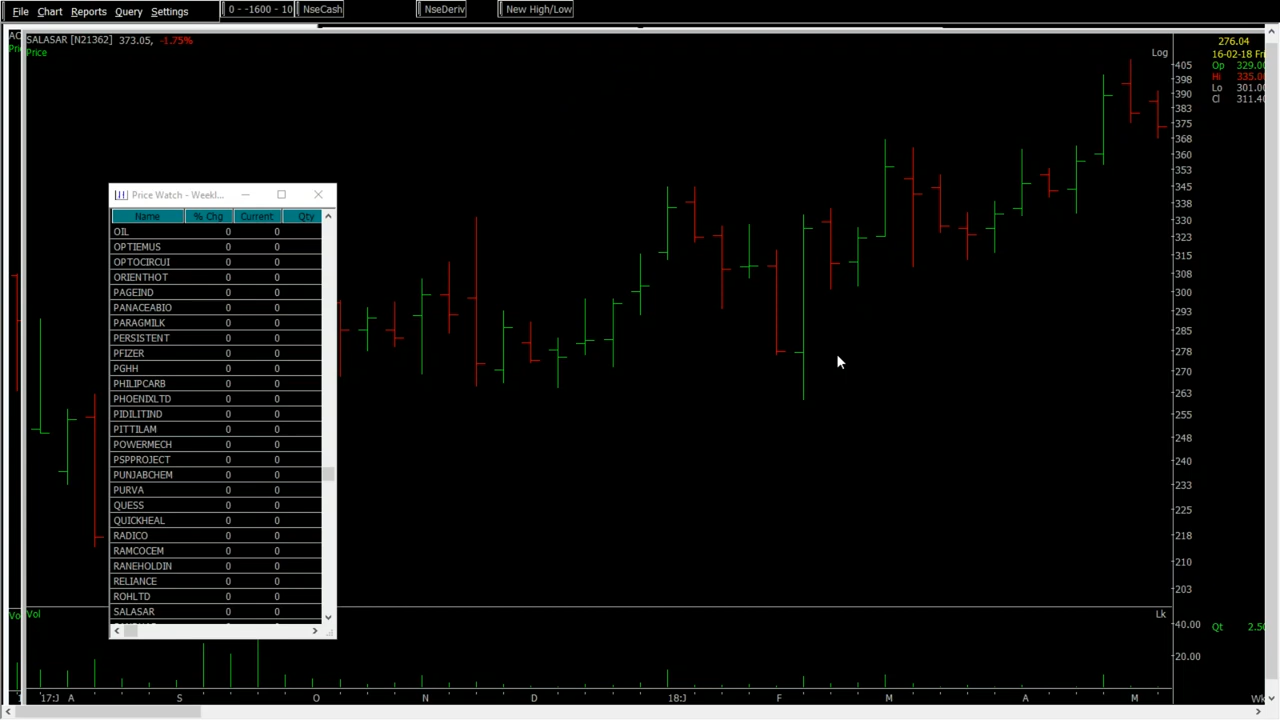 File Chart Reports Query Settings
0 - -1600 - 10
NseCash
NseDeriv
New High/Low
SALASAR [N21362] 373.05, -1.75%
Price
Log
276.04
16-02-18 Fri
Op 329.00
Hi 335.00
Lo 301.00
Cl 311.40
405
398
390
383
375
368
360
353
345
338
330
323
315
308
300
293
285
278
270
263
255
248
240
233
225
218
210
203
Price Watch - Weekl...
Name % Chg Current Qty
OIL 0 0
OPTIEMUS 0 0
OPTOCIRCUI 0 0
ORIENTHOT 0 0
PAGEIND 0 0
PANACEABIO 0 0
PARAGMILK 0 0
PERSISTENT 0 0
PFIZER 0 0
PGHH 0 0
PHILIPCARB 0 0
PHOENIXLTD 0 0
PIDILITIND 0 0
PITTILAM 0 0
POWERMECH 0 0
PSPPROJECT 0 0
PUNJABCHEM 0 0
PURVA 0 0
QUESS 0 0
QUICKHEAL 0 0
RADICO 0 0
RAMCOCEM 0 0
RANEHOLDIN 0 0
RELIANCE 0 0
ROHLTD 0 0
SALASAR 0 0
Vol
Lk
40.00
20.00
Qt 2.50
17:J A S O N D 18:J F M A M Wk